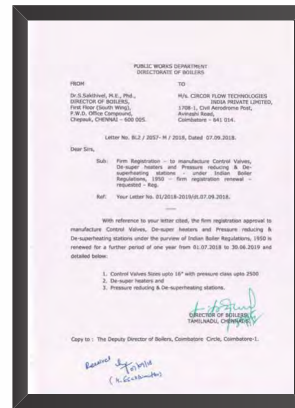 PUBLIC WORKS DEPARTMENT
DIRECTORATE OF BOILERS
FROM TO
Dr.S.Sakthivel, M.E., Phd.,
DIRECTOR OF BOILERS,
First Floor (South Wing),
P.W.D. Office Compound,
Chepauk, CHENNAI – 600 005.
M/s. CIRCOR FLOW TECHNOLOGIES
INDIA PRIVATE LIMITED,
1708-1, Civil Aerodrome Post,
Avinashi Road,
Coimbatore – 641 014.
Letter No. BL2 / 2057- M / 2018, Dated 07.09.2018.
Dear Sirs,
Sub: Firm Registration – to manufacture Control Valves,
De-super heaters and Pressure reducing & De-
superheating stations – under Indian Boiler
Regulations, 1950 – firm registration renewal –
requested – Reg.
Ref: Your Letter No. 01/2018-2019/dt.07.09.2018.
With reference to your letter cited, the firm registration approval to
manufacture Control Valves, De-super heaters and Pressure reducing &
De-superheating stations under the purview of Indian Boiler Regulations, 1950 is
renewed for a further period of one year from 01.07.2018 to 30.06.2019 and
detailed below:
1. Control Valves Sizes upto 16" with pressure class upto 2500
2. De-super heaters and
3. Pressure reducing & De-superheating stations.
DIRECTOR OF BOILERS
TAMILNADU, CHENNAI-5
Copy to : The Deputy Director of Boilers, Coimbatore Circle, Coimbatore-1.
Received